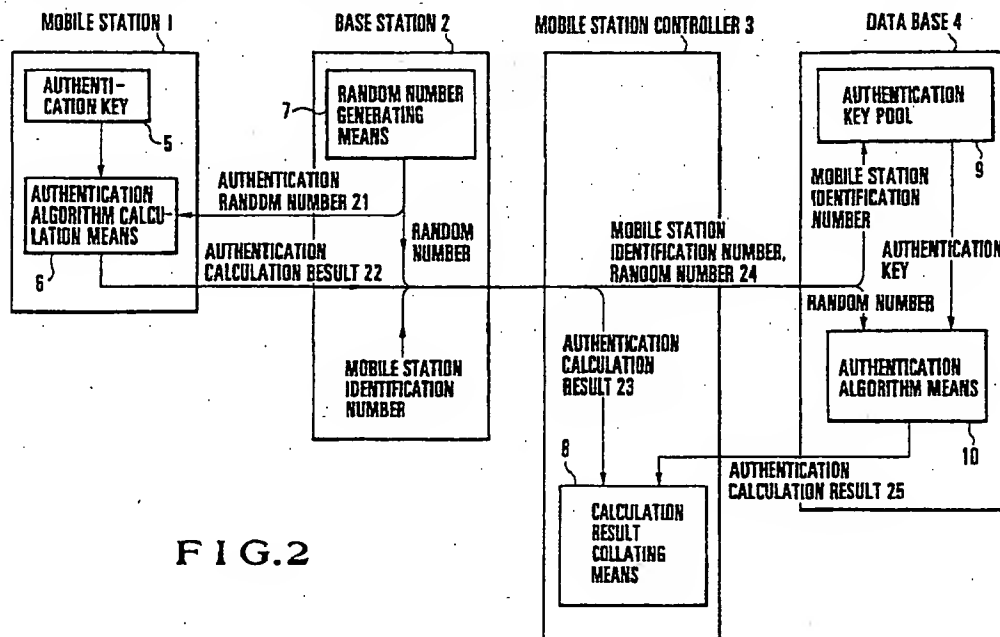 MOBILE STATION 1
BASE STATION 2
MOBILE STATION CONTROLLER 3
DATA BASE 4
AUTHENTI-
CATION KEY
5
7
RANDOM NUMBER
GENERATING
MEANS
AUTHENTICATION
KEY POOL
9
AUTHENTICATION
RANDOM NUMBER 21
AUTHENTICATION
ALGORITHM CALCU-
LATION MEANS
6
RANDOM
NUMBER
AUTHENTICATION
CALCULATION RESULT 22
MOBILE STATION
IDENTIFICATION NUMBER,
RANDOM NUMBER 24
MOBILE STATION
IDENTIFICATION
NUMBER
AUTHENTICATION
KEY
RANDOM NUMBER
MOBILE STATION
IDENTIFICATION
NUMBER
AUTHENTICATION
CALCULATION
RESULT 23
AUTHENTICATION
ALGORITHM MEANS
10
8
AUTHENTICATION
CALCULATION RESULT 25
CALCULATION
RESULT
COLLATING
MEANS
FIG.2